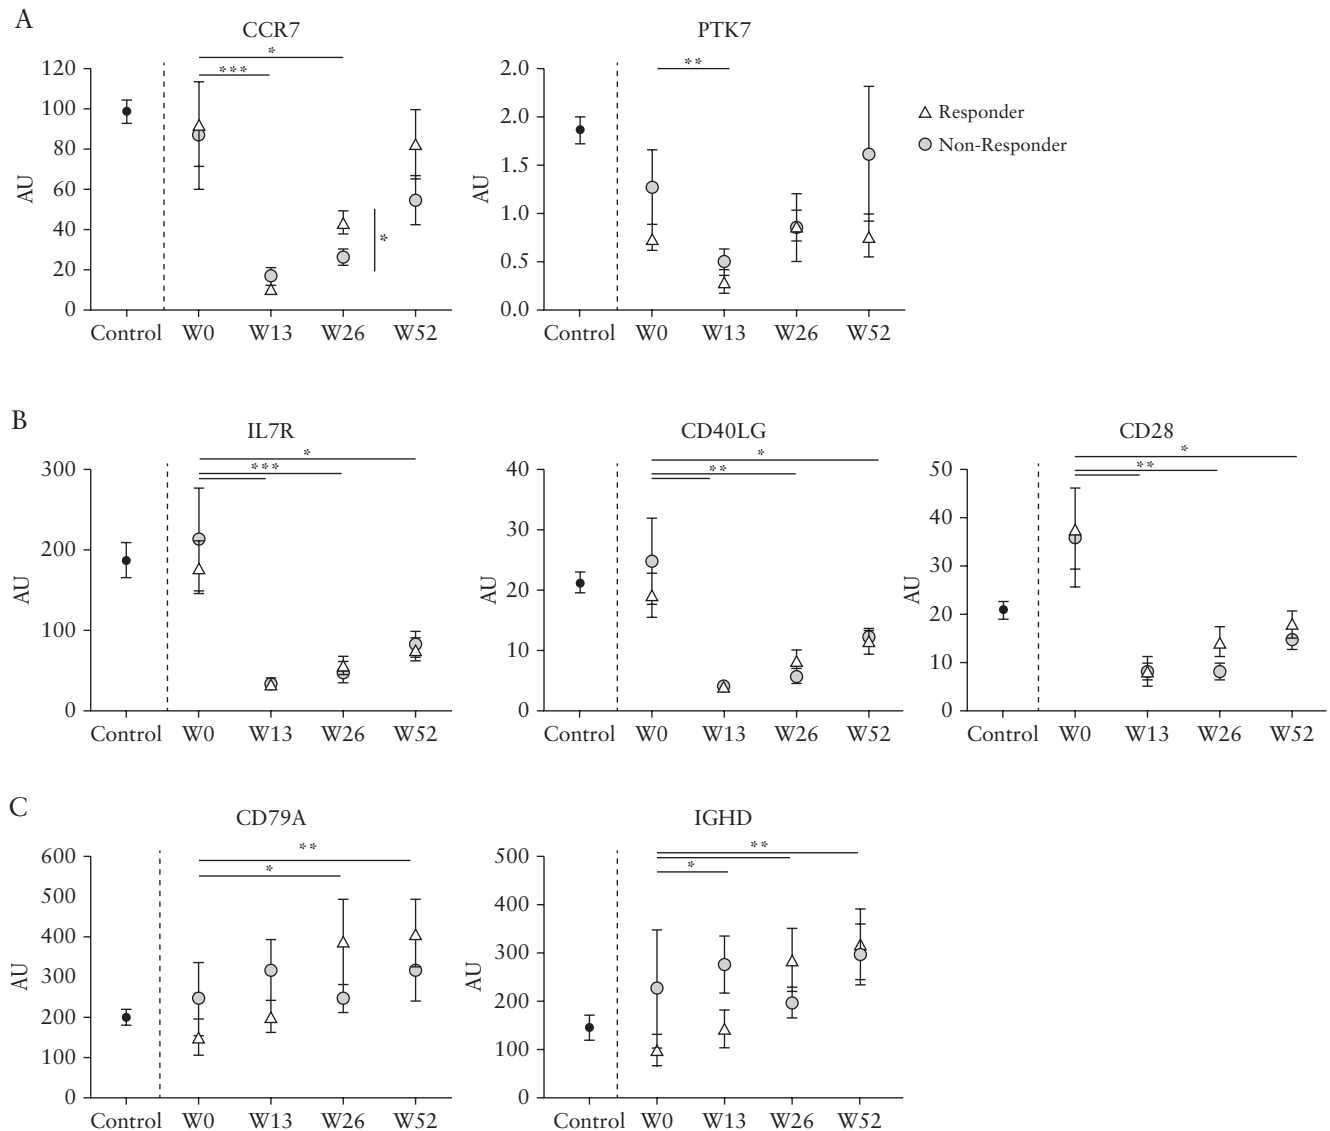 A
CCR7
PTK7
*
***
**
AU
120
100
80
60
40
20
0
*
Control W0 W13 W26 W52
AU
2.0
2.0
1.5
1.0
0.5
0.0
Control W0 W13 W26 W52
Responder
Non-Responder
B
IL7R
CD40LG
CD28
*
***
AU
300
200
100
0
Control W0 W13 W26 W52
*
**
AU
40
30
20
10
0
Control W0 W13 W26 W52
*
**
AU
50
40
30
20
10
0
Control W0 W13 W26 W52
C
CD79A
IGHD
**
*
AU
600
500
400
300
200
100
0
Control W0 W13 W26 W52
**
*
AU
500
400
300
200
100
0
Control W0 W13 W26 W52